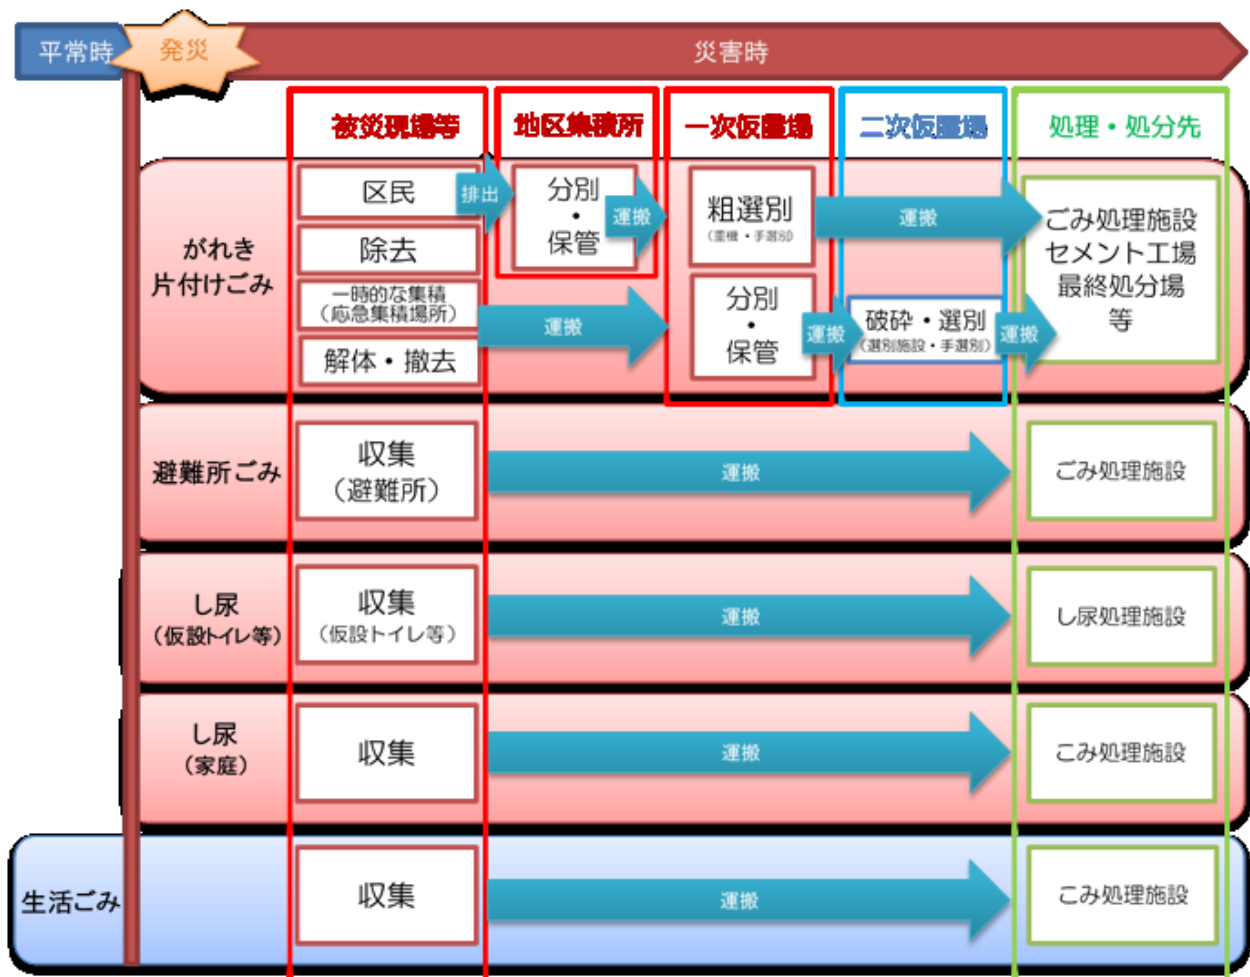 平常時
発災
災害時
被災現場等
地区集積所
一次仮置場
二次仮置場
処理・処分先
がれき
片付けごみ
区民
除去
一時的な集積
（応急集積場所）
解体・撤去
排出
分別
・
保管
運搬
運搬
粗選別
（重機・手選別）
分別
・
保管
運搬
運搬
破砕・選別
（選別施設・手選別）
運搬
ごみ処理施設
セメント工場
最終処分場
等
避難所ごみ
収集
（避難所）
運搬
ごみ処理施設
し尿
（仮設トイレ等）
収集
（仮設トイレ等）
運搬
し尿処理施設
し尿
（家庭）
収集
運搬
ごみ処理施設
生活ごみ
収集
運搬
ごみ処理施設